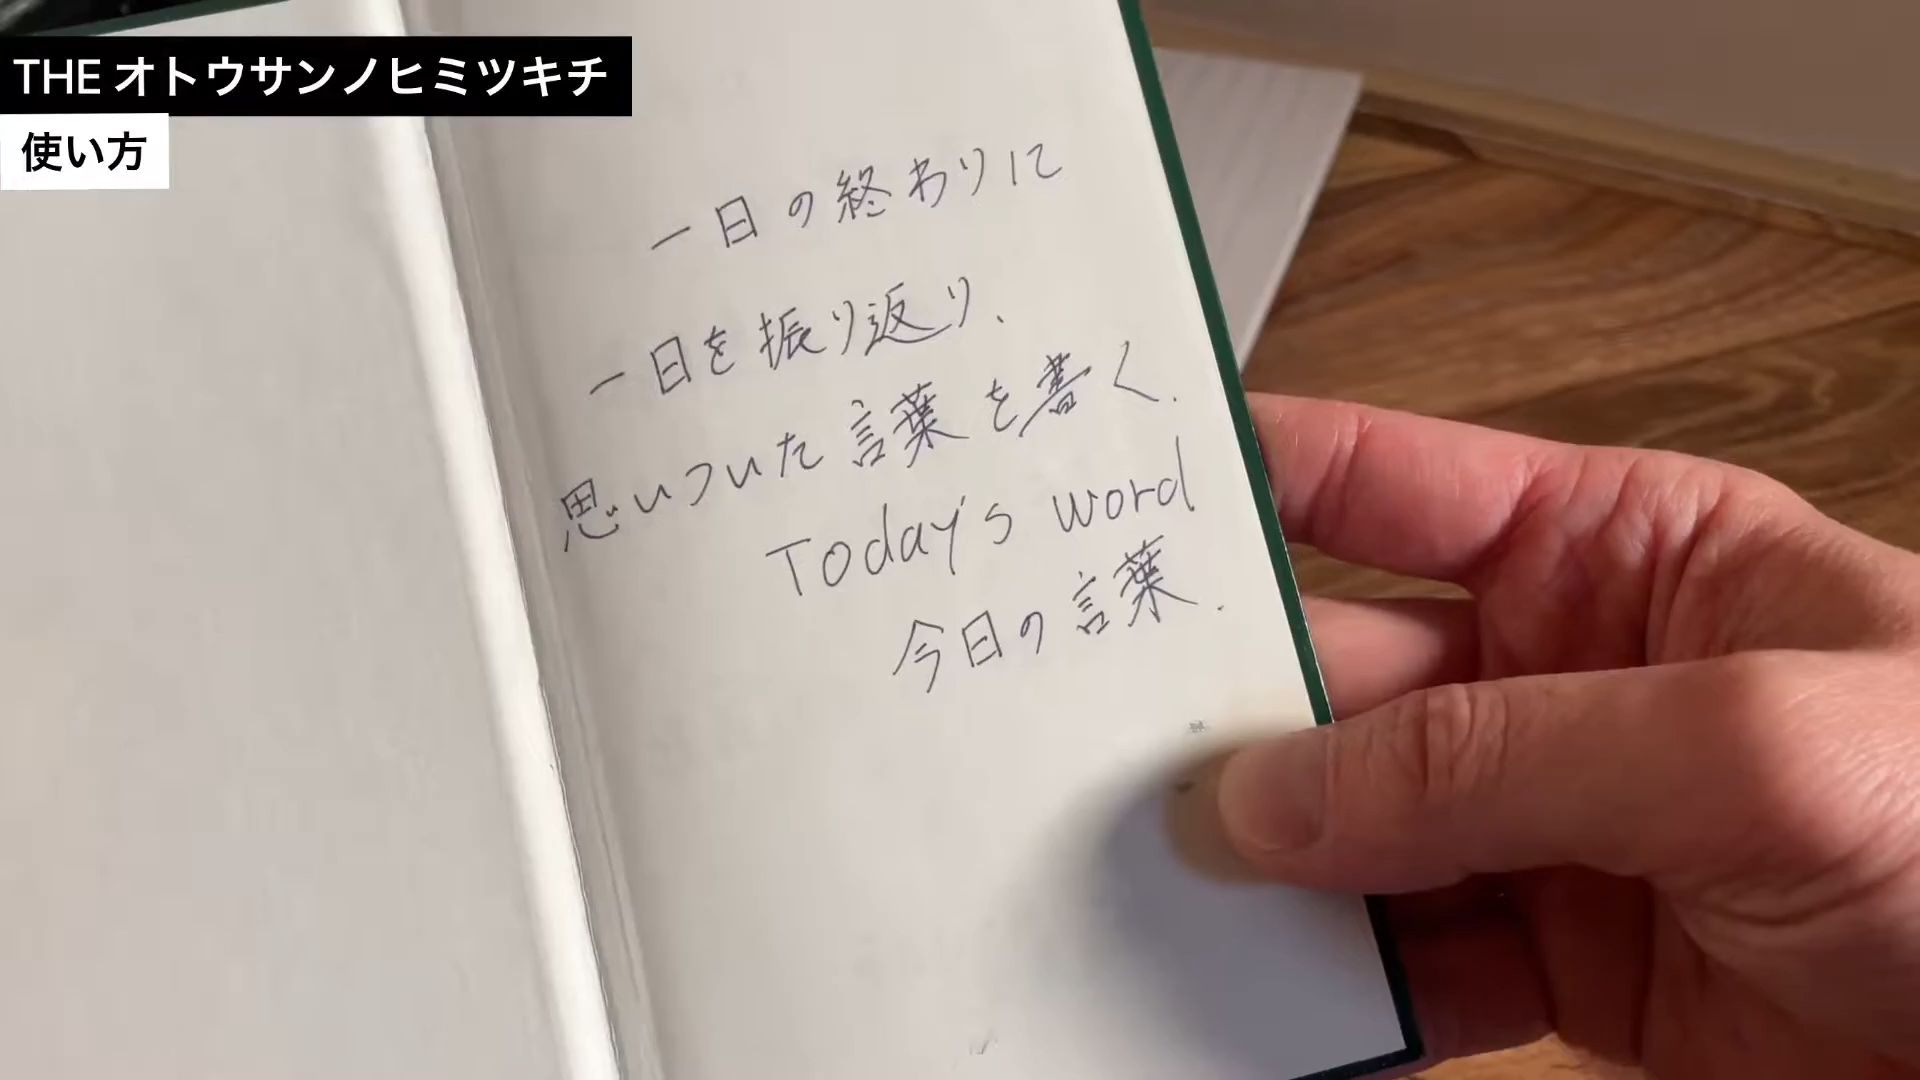 THE オトウサンノヒミツキチ
使い方
一日の終わりに
一日を振り返り、
思いついた言葉を書く.
Today's word
今日の言葉.